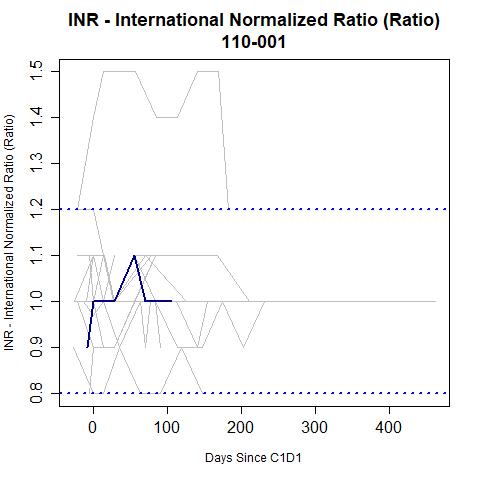 INR - International Normalized Ratio (Ratio)
110-001
INR - International Normalized Ratio (Ratio)
1.5
1.4
1.3
1.2
1.1
1.0
0.9
0.8
0 100 200 300 400
Days Since C1D1